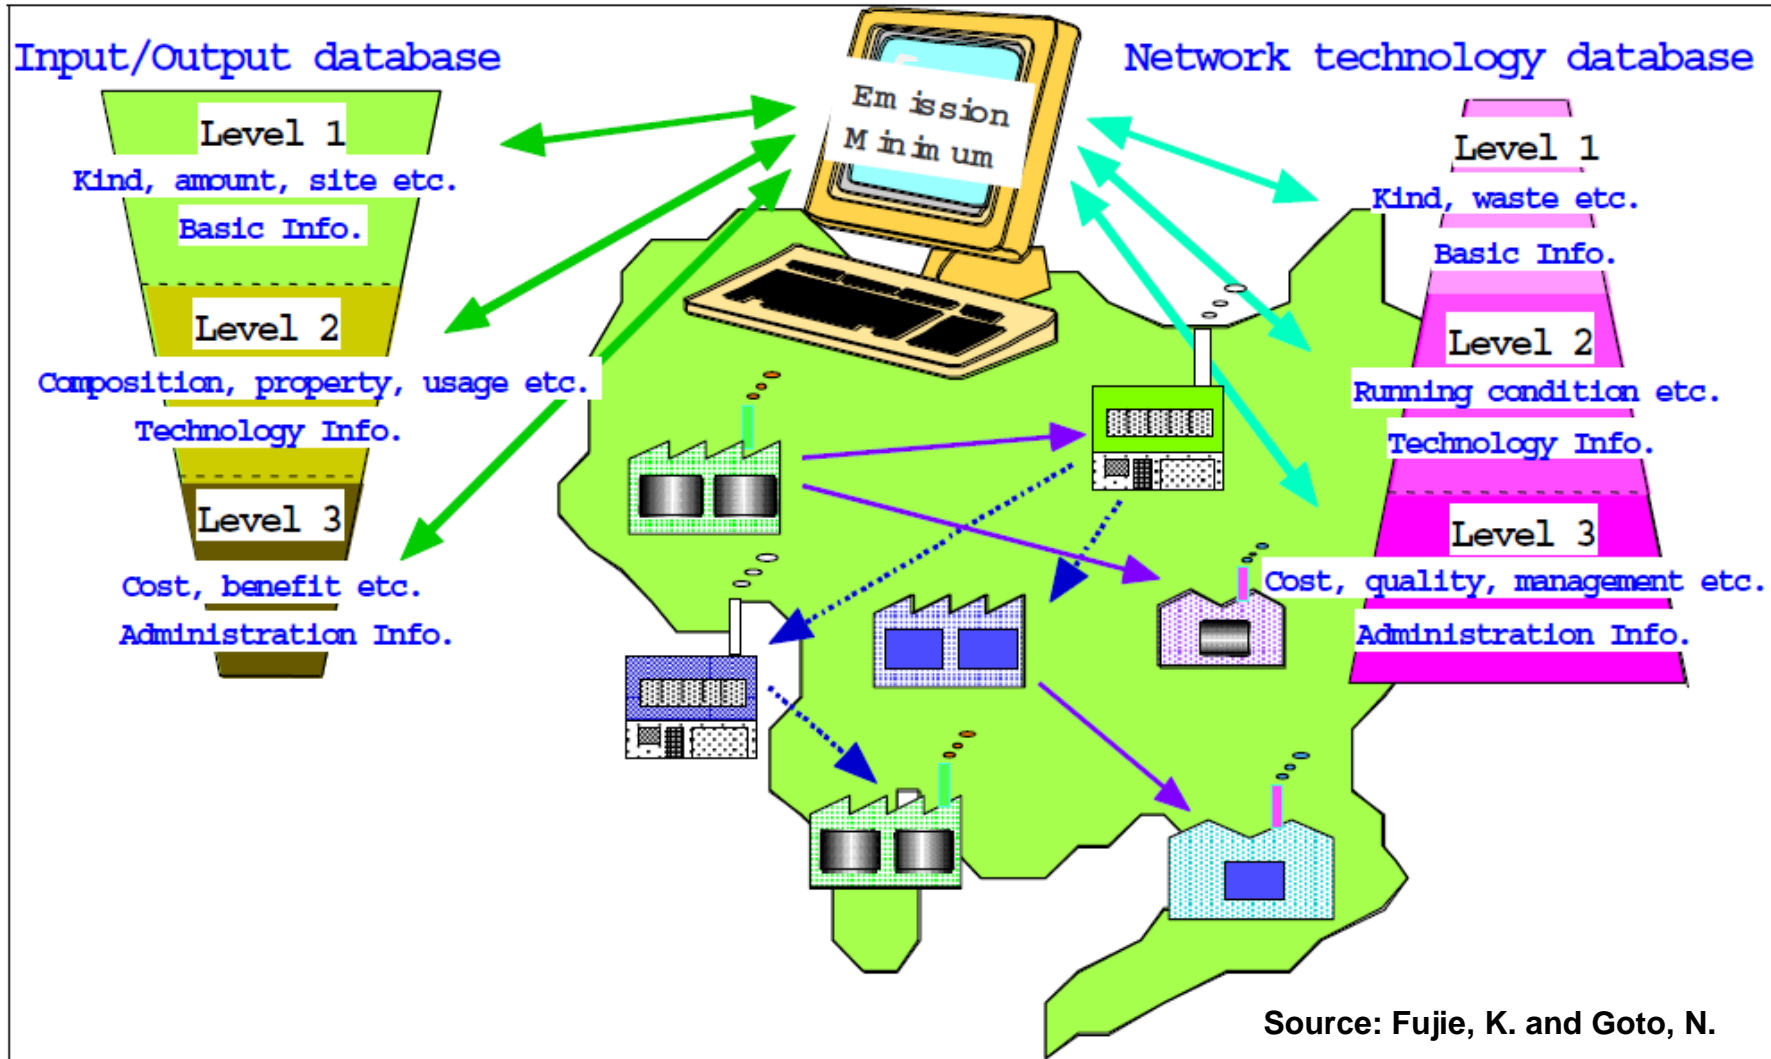 Input/Output database
Level 1
Kind, amount, site etc.
Basic Info.
Level 2
Composition, property, usage etc.
Technology Info.
Level 3
Cost, benefit etc.
Administration Info.
Emission
Minimum
Network technology database
Level 1
Kind, waste etc.
Basic Info.
Level 2
Running condition etc.
Technology Info.
Level 3
Cost, quality, management etc.
Administration Info.
Source: Fujie, K. and Goto, N.